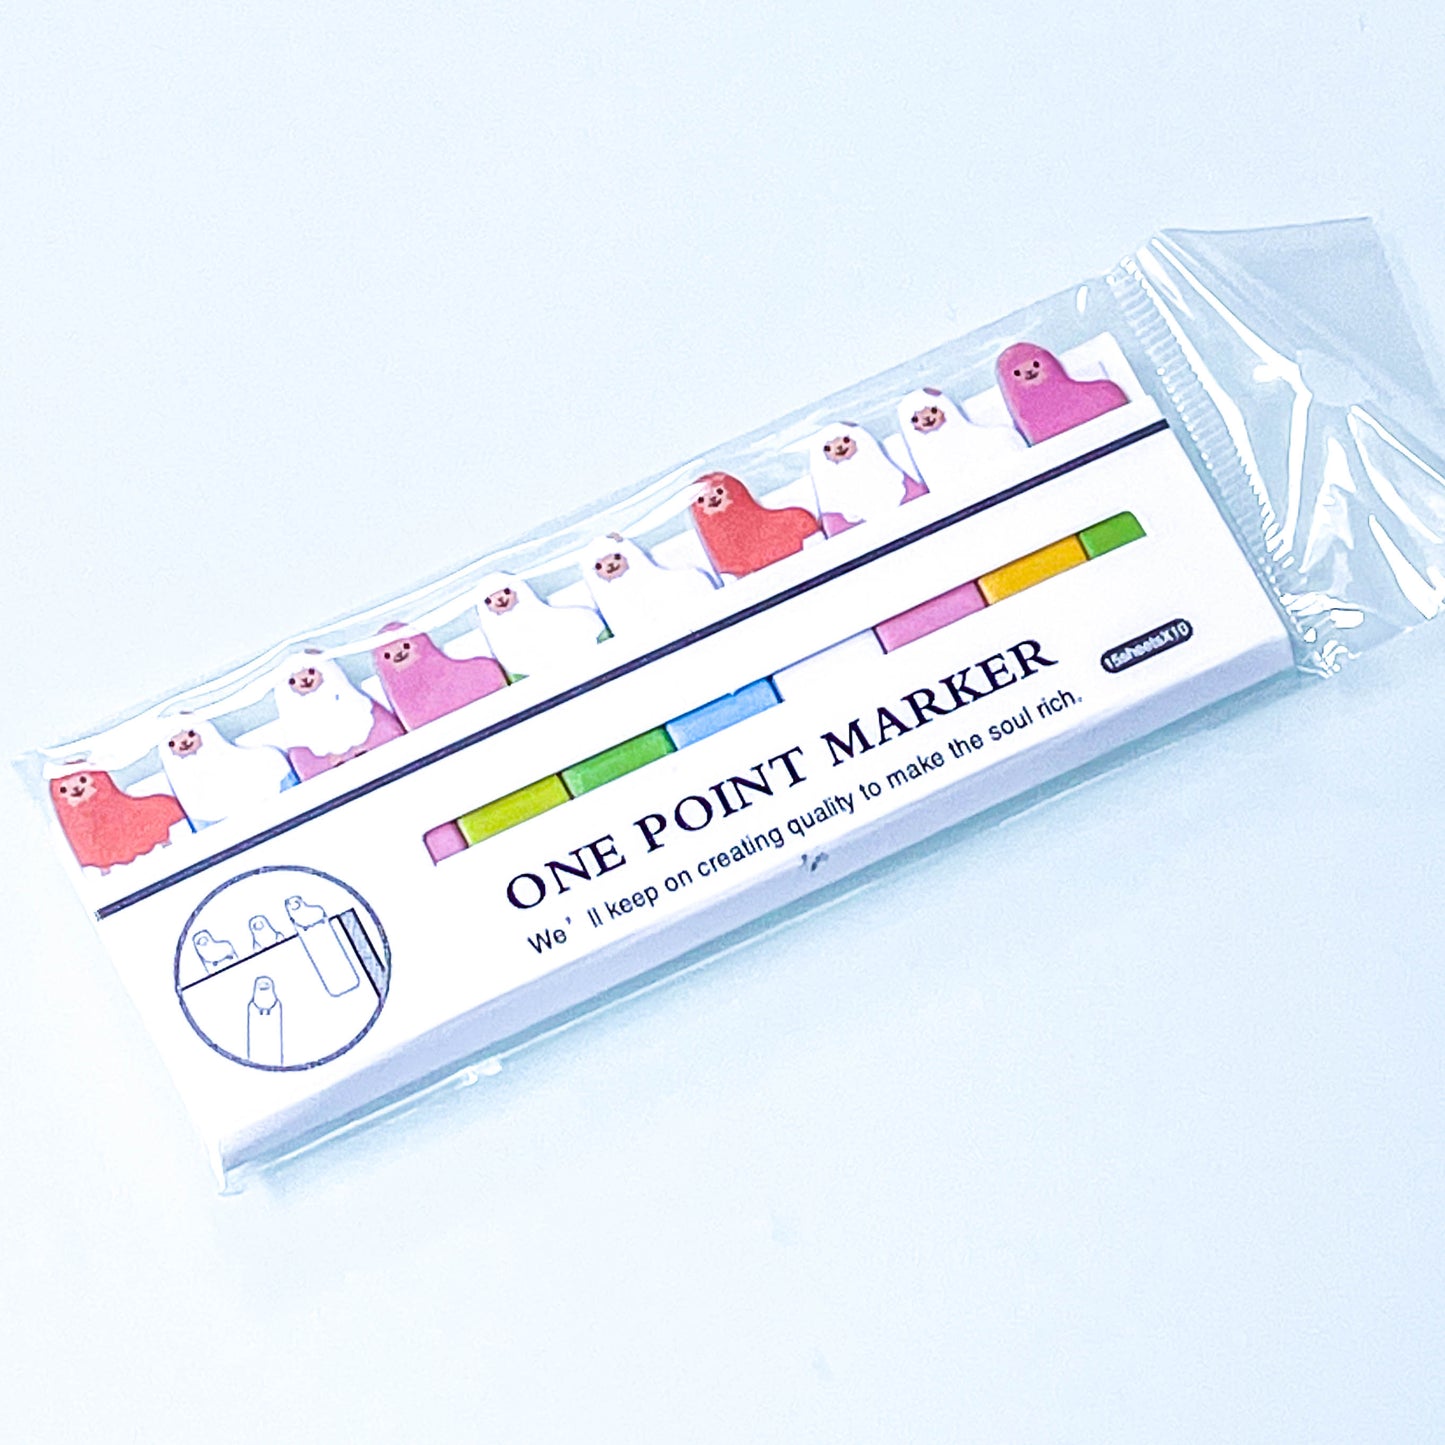 ONE POINT MARKER
We’ll keep on creating quality to make the soul rich.
15sheetsX10